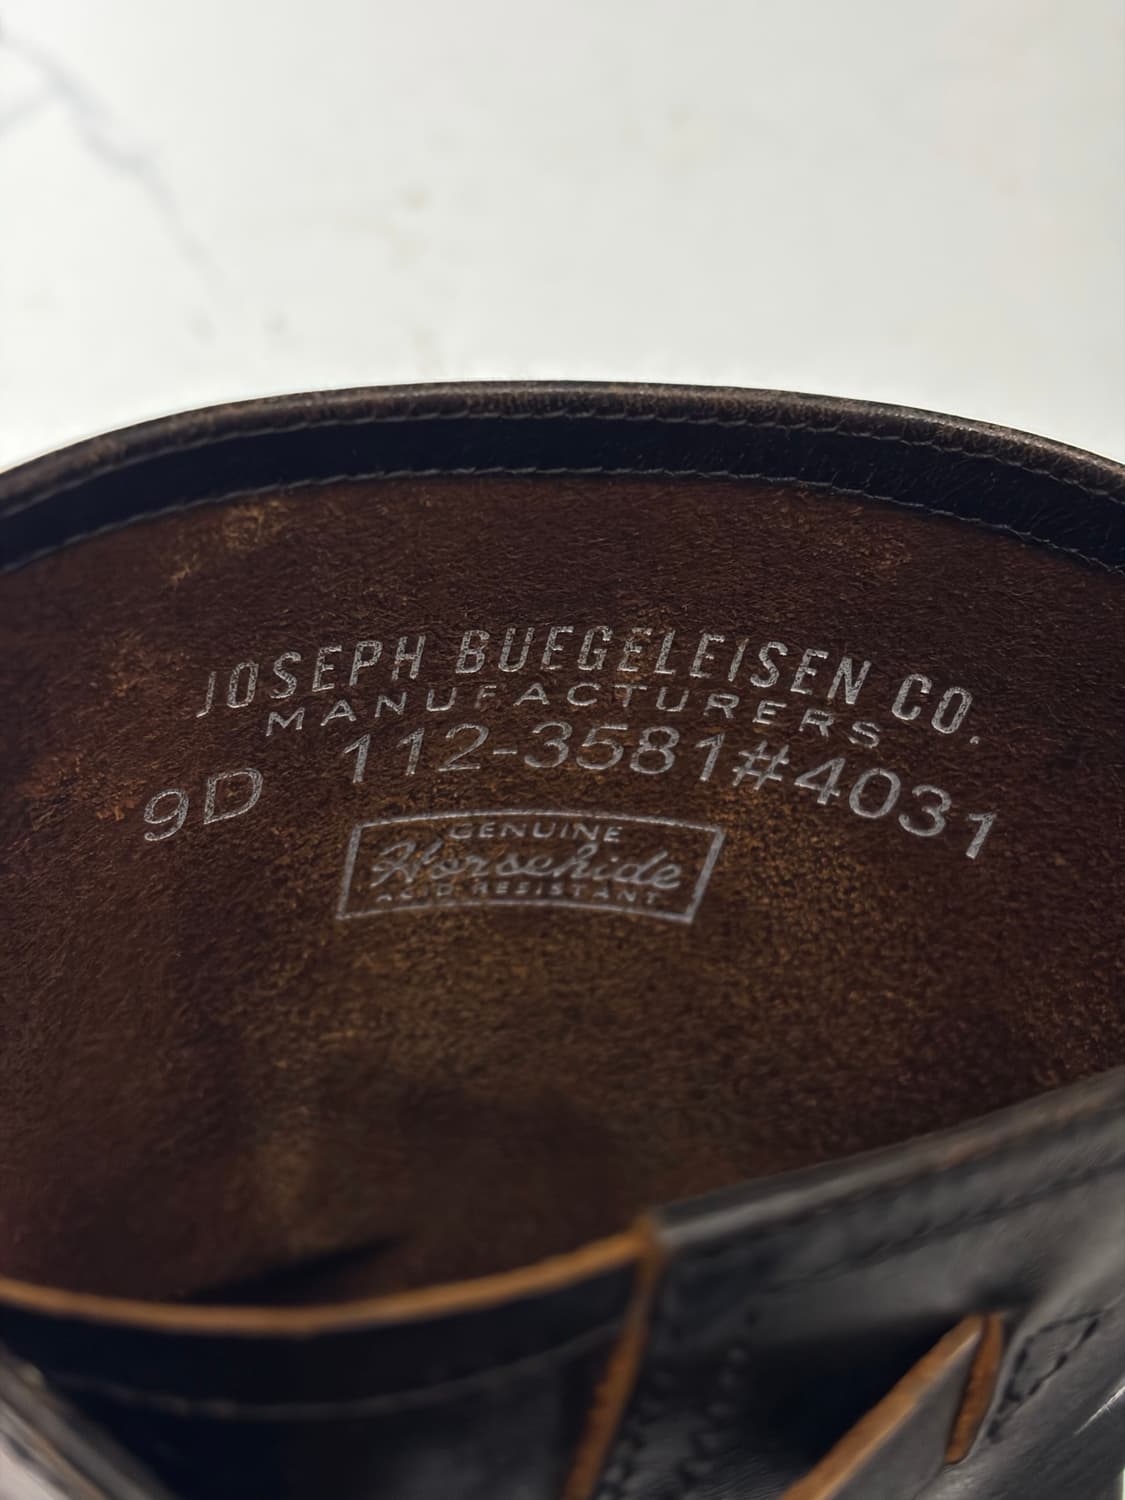 JOSEPH BUEGELEISEN CO.
MANUFACTURERS
9D 112-3581#4031
GENUINE
Horsehide
ACID RESISTANT